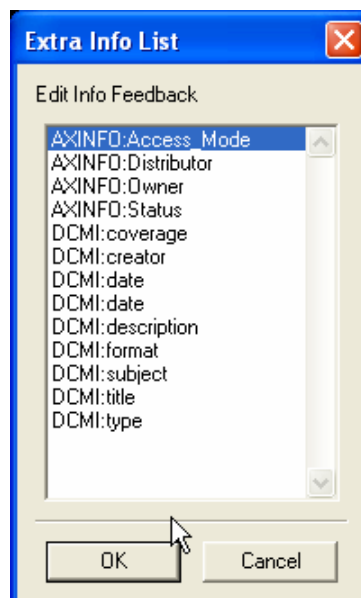 Extra Info List
Edit Info Feedback
AXINFO:Access_Mode
AXINFO:Distributor
AXINFO:Owner
AXINFO:Status
DCMI:coverage
DCMI:creator
DCMI:date
DCMI:date
DCMI:description
DCMI:format
DCMI:subject
DCMI:title
DCMI:type
OK Cancel